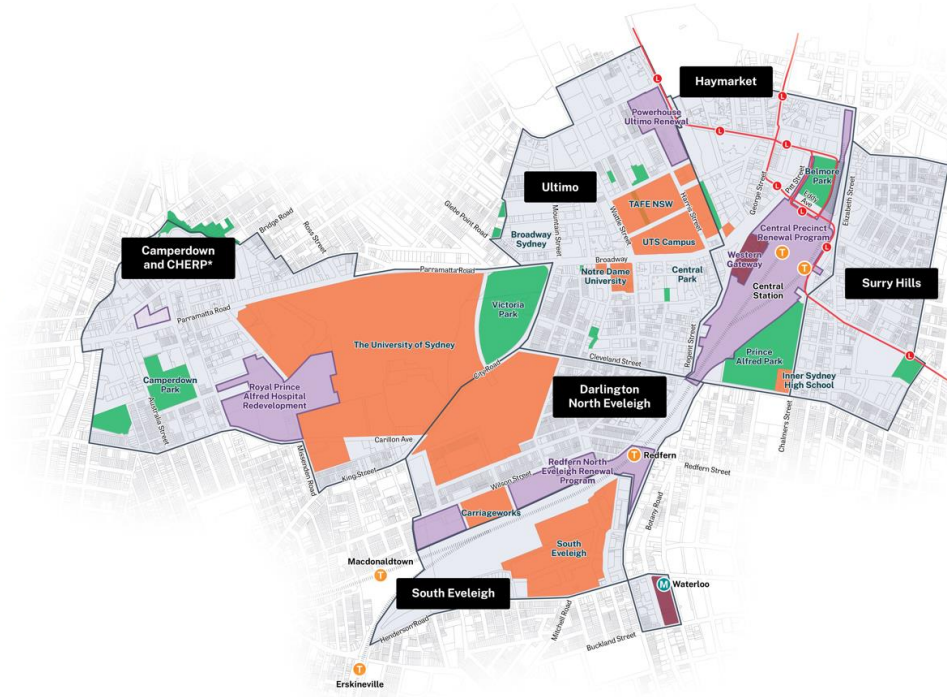 Haymarket
Powerhouse
Ultimo Renewal
L
L
L
L
L
L
L
L
Belmore
Park
Pitt Street
Eddy
Ave
George Street
Elizabeth Street
Ultimo
TAFE NSW
Harris Street
Wattle Street
Mountain Street
Glebe Point Road
Bridge Road
Ross Street
Broadway
Sydney
UTS Campus
Broadway
Central Precinct
Renewal Program
Western
Gateway
T
T
Central
Station
Camperdown
and CHERP*
Parramatta Road
Notre Dame
University
Central
Park
Surry Hills
Parramatta Road
Victoria
Park
The University of Sydney
Regent Street
Cleveland Street
City Road
Prince
Alfred Park
Inner Sydney
High School
Camperdown
Park
Royal Prince
Alfred Hospital
Redevelopment
Darlington
North Eveleigh
Australia Street
Carillon Ave
Chalmers Street
Missenden Road
King Street
Redfern North
Eveleigh Renewal
Program
T
Redfern
Redfern Street
Wilson Street
Botany Road
Carriageworks
South
Eveleigh
Macdonaldtown
T
South Eveleigh
M
Waterloo
Henderson Road
Mitchell Road
Buckland Street
T
Erskineville